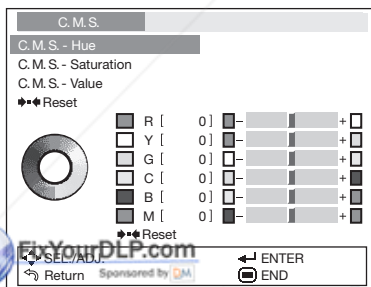 C. M. S.
C. M. S. - Hue
C. M. S. - Saturation
C. M. S. - Value
Reset
R [ 0 ] - +
Y [ 0 ] - +
G [ 0 ] - +
C [ 0 ] - +
B [ 0 ] - +
M [ 0 ] - +
Reset
FixYourDLP.com
SEL./ADJ. ENTER
Return Sponsored by DM END